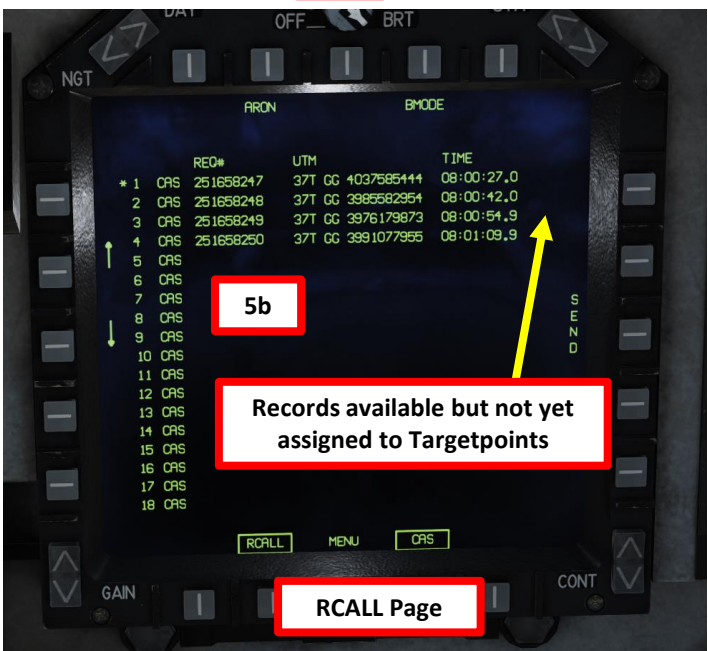 DAY
OFF
BRT
NGT
ARON BMODE
REQ# UTM TIME
* 1 CAS 251658247 37T GG 4037585444 08:00:27.0
2 CAS 251658248 37T GG 3985582954 08:00:42.0
3 CAS 251658249 37T GG 3976179873 08:00:54.9
4 CAS 251658250 37T GG 3991077955 08:01:09.9
5 CAS
6 CAS
7 CAS
8 CAS
9 CAS
10 CAS
11 CAS
12 CAS
13 CAS
14 CAS
15 CAS
16 CAS
17 CAS
18 CAS
SEND
5b
Records available but not yet
assigned to Targetpoints
RCALL MENU CAS
GAIN
CONT
RCALL Page